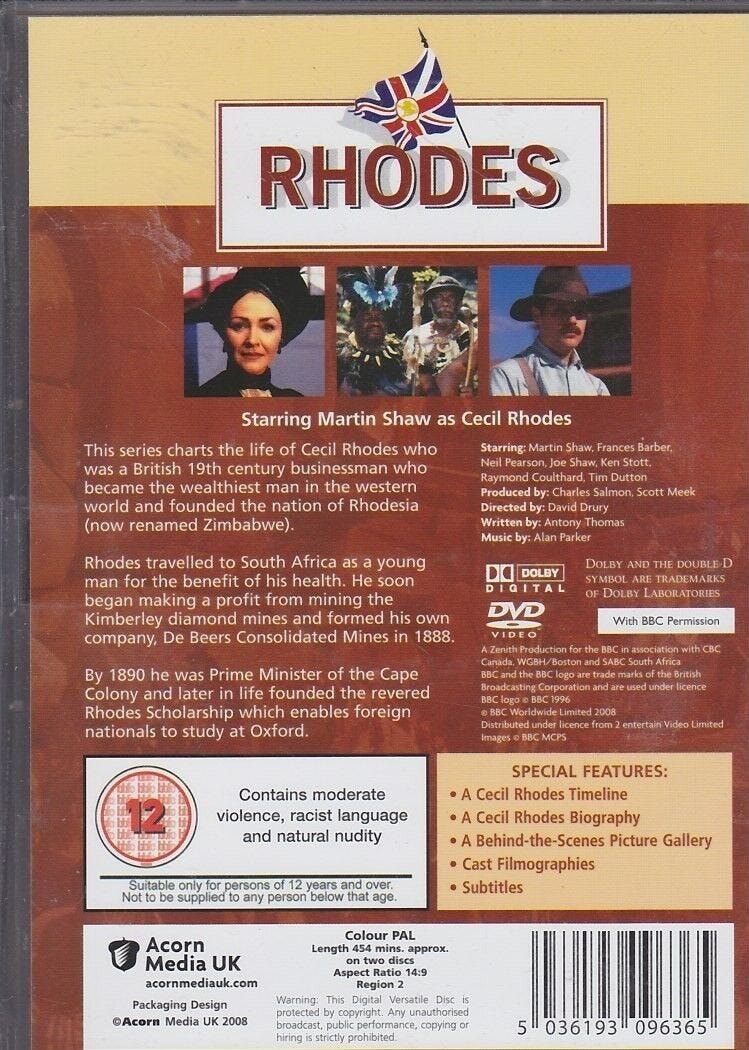 RHODES
Starring Martin Shaw as Cecil Rhodes
This series charts the life of Cecil Rhodes who
was a British 19th century businessman who
became the wealthiest man in the western
world and founded the nation of Rhodesia
(now renamed Zimbabwe).
Rhodes travelled to South Africa as a young
man for the benefit of his health. He soon
began making a profit from mining the
Kimberley diamond mines and formed his own
company, De Beers Consolidated Mines in 1888.
By 1890 he was Prime Minister of the Cape
Colony and later in life founded the revered
Rhodes Scholarship which enables foreign
nationals to study at Oxford.
Starring: Martin Shaw, Frances Barber,
Neil Pearson, Joe Shaw, Ken Stott,
Raymond Coulthard, Tim Dutton
Produced by: Charles Salmon, Scott Meek
Directed by: David Drury
Written by: Antony Thomas
Music by: Alan Parker
DOLBY
DIGITAL
DOLBY AND THE DOUBLE-D
SYMBOL ARE TRADEMARKS
OF DOLBY LABORATORIES
DVD
VIDEO
With BBC Permission
A Zenith Production for the BBC in association with CBC
Canada, WGBH/Boston and SABC South Africa
BBC and the BBC logo are trade marks of the British
Broadcasting Corporation and are used under licence
BBC logo © BBC 1996
© BBC Worldwide Limited 2008
Distributed under licence from 2 entertain Video Limited
Images © BBC MCPS
12
Contains moderate
violence, racist language
and natural nudity
Suitable only for persons of 12 years and over.
Not to be supplied to any person below that age.
SPECIAL FEATURES:
• A Cecil Rhodes Timeline
• A Cecil Rhodes Biography
• A Behind-the-Scenes Picture Gallery
• Cast Filmographies
• Subtitles
Acorn
Media UK
acornmediauk.com
Packaging Design
©Acorn Media UK 2008
Colour PAL
Length 454 mins. approx.
on two discs
Aspect Ratio 14:9
Region 2
Warning: This Digital Versatile Disc is
protected by copyright. Any unauthorised
broadcast, public performance, copying or
hiring is strictly prohibited.
5 036193 096365